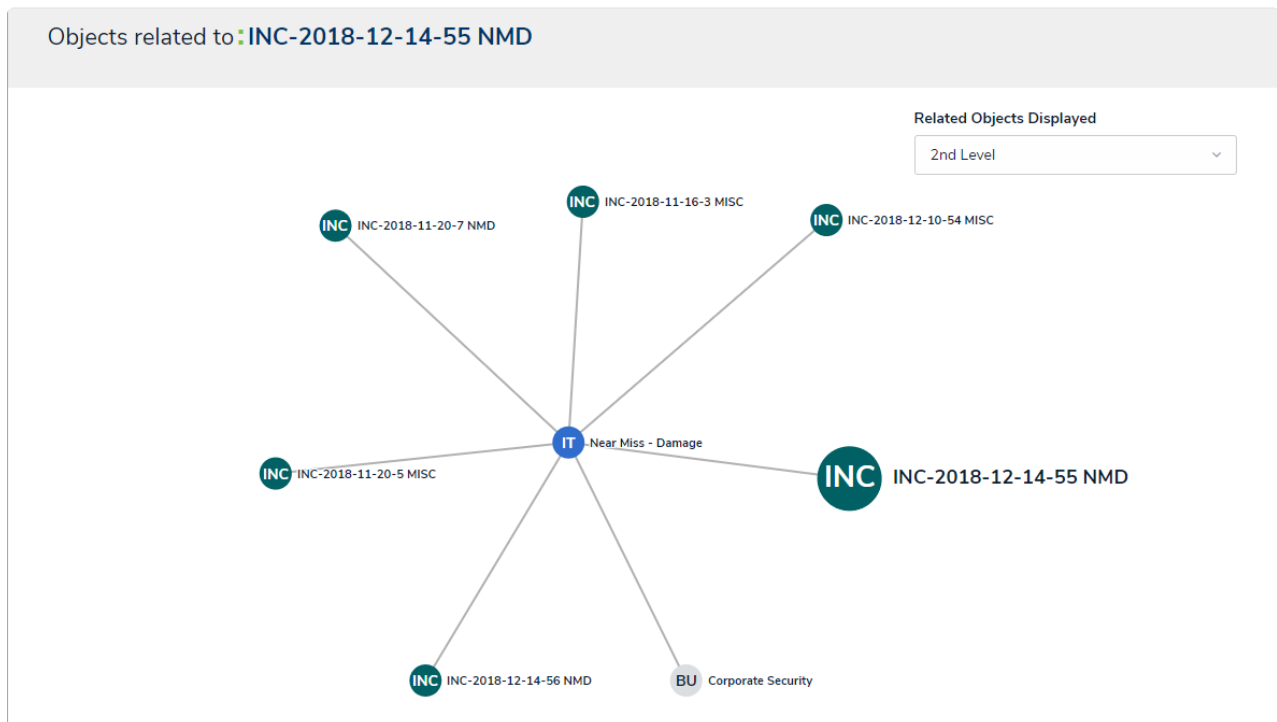 Objects related to: INC-2018-12-14-55 NMD
Related Objects Displayed
2nd Level
INC INC-2018-11-16-3 MISC
INC INC-2018-11-20-7 NMD
INC INC-2018-12-10-54 MISC
IT Near Miss - Damage
INC INC-2018-11-20-5 MISC
INC INC-2018-12-14-55 NMD
INC INC-2018-12-14-56 NMD
BU Corporate Security